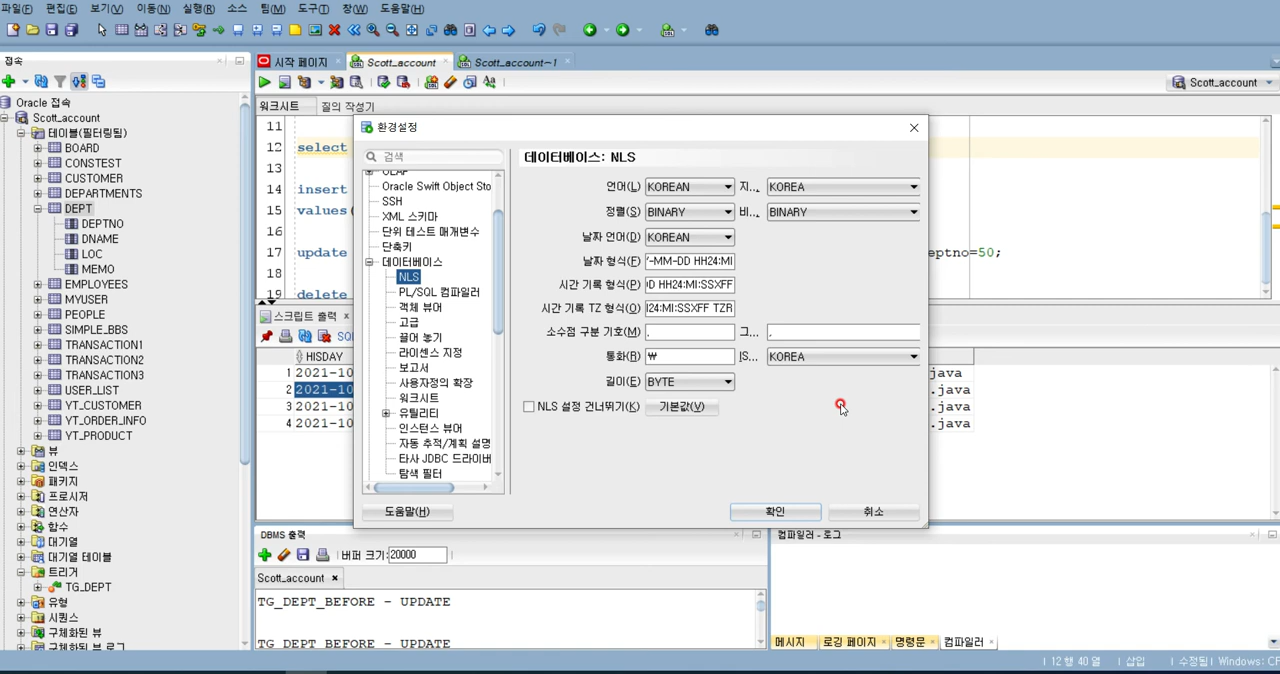 파일(F) 편집(E) 보기(V) 이동(N) 실행(R) 소스 팀(M) 도구(T) 창(W) 도움말(H)
접속
시작 페이지
Scott_account
Scott_account~1
Scott_account
워크시트 질의 작성기
Oracle 접속
Scott_account
테이블(필터링됨)
BOARD
CONSTEST
CUSTOMER
DEPARTMENTS
DEPT
DEPTNO
DNAME
LOC
MEMO
EMPLOYEES
MYUSER
PEOPLE
SIMPLE_BBS
TRANSACTION1
TRANSACTION2
TRANSACTION3
USER_LIST
YT_CUSTOMER
YT_ORDER_INFO
YT_PRODUCT
뷰
인덱스
패키지
프로시저
연산자
함수
대기열
대기열 테이블
트리거
TG_DEPT
유형
시퀀스
구체화된 뷰
구체화된 뷰 로그
11
12 select
13
14 insert
15 values(
16
17 update eptno=50;
18
19 delete
스크립트 출력
SQ
HISDAY
1 2021-10 java
2 2021-10 .java
3 2021-10 .java
4 2021-10 .java
환경설정
검색
OLAP
Oracle Swift Object Sto
SSH
XML 스키마
단위 테스트 매개변수
단축키
데이터베이스
NLS
PL/SQL 컴파일러
객체 뷰어
고급
끌어 놓기
라이센스 지정
보고서
사용자정의 확장
워크시트
유틸리티
인스턴스 뷰어
자동 추적/계획 설명
타사 JDBC 드라이버
탐색 필터
데이터베이스: NLS
언어(L) KOREAN 지... KOREA
정렬(S) BINARY 비... BINARY
날짜 언어(D) KOREAN
날짜 형식(F) '-MM-DD HH24:MI
시간 기록 형식(P) D HH24:MI:SSXFF
시간 기록 TZ 형식(O) I24:MI:SSXFF TZR
소수점 구분 기호(M) . 그... ,
통화(R) ₩ IS... KOREA
길이(E) BYTE
NLS 설정 건너뛰기(K) 기본값(V)
도움말(H) 확인 취소
DBMS 출력
버퍼 크기: 20000
Scott_account
TG_DEPT_BEFORE - UPDATE
TG_DEPT_BEFORE - UPDATE
컴파일러 - 로그
메시지 로깅 페이지 명령문 컴파일러
12 행 40 열 삽입 수정됨 Windows: CF